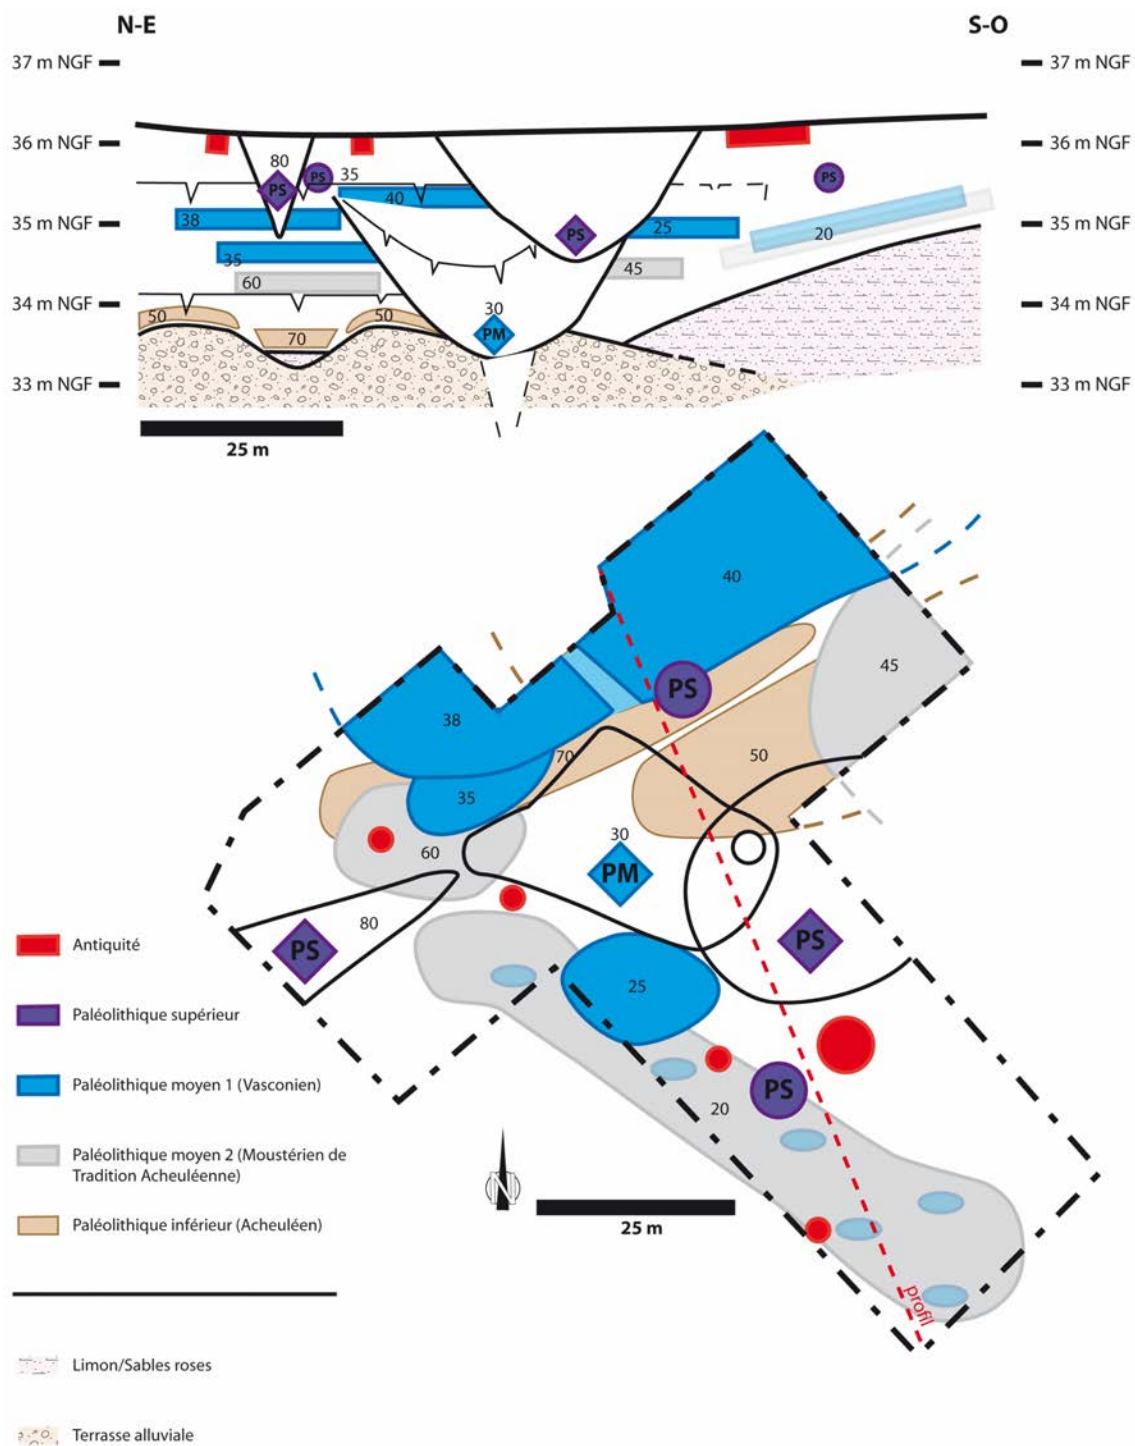 N-E
S-O
37 m NGF
37 m NGF
36 m NGF
36 m NGF
80
PS
PS
35
40
PS
25
PS
35 m NGF
38
20
35 m NGF
35
60
45
34 m NGF
30
34 m NGF
50
50
PM
70
33 m NGF
33 m NGF
25 m
40
45
PS
38
50
70
35
30
60
PM
80
PS
PS
Antiquité
25
Paléolithique supérieur
Paléolithique moyen 1 (Vasconien)
PS
20
Paléolithique moyen 2 (Moustérien de
Tradition Acheuléenne)
N
Paléolithique inférieur (Acheuléen)
25 m
profil
Limon/Sables roses
Terrasse alluviale